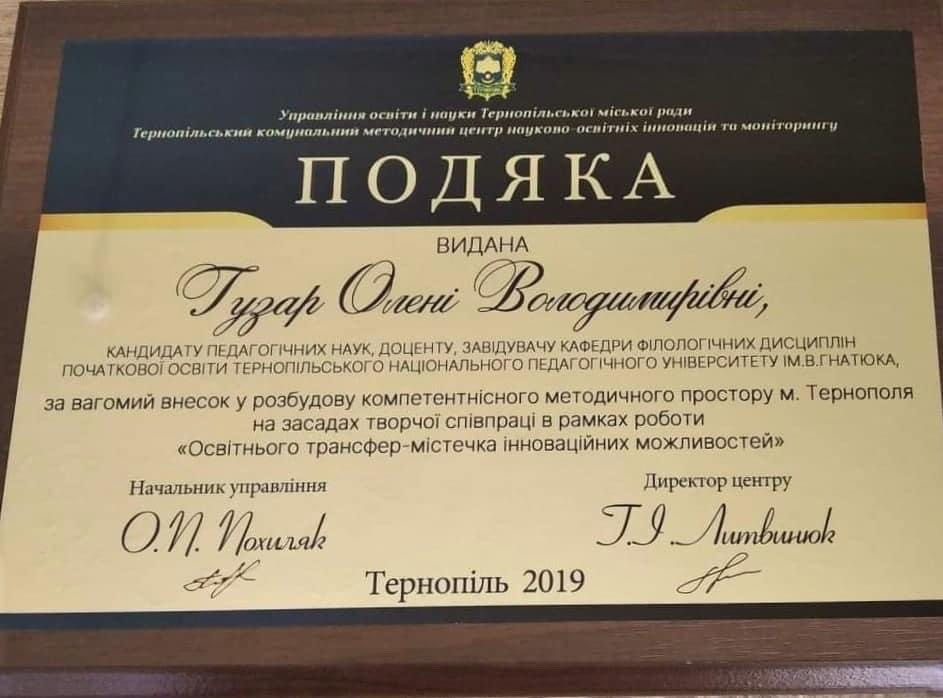 Управління освіти і науки Тернопільської міської ради
Тернопільський комунальний методичний центр науково-освітніх інновацій та моніторингу
ПОДЯКА
ВИДАНА
Гузар Олені Володимирівні,
КАНДИДАТУ ПЕДАГОГІЧНИХ НАУК, ДОЦЕНТУ, ЗАВІДУВАЧУ КАФЕДРИ ФІЛОЛОГІЧНИХ ДИСЦИПЛІН
ПОЧАТКОВОЇ ОСВІТИ ТЕРНОПІЛЬСЬКОГО НАЦІОНАЛЬНОГО ПЕДАГОГІЧНОГО УНІВЕРСИТЕТУ ІМ.В.ГНАТЮКА,
за вагомий внесок у розбудову компетентнісного методичного простору м. Тернополя
на засадах творчої співпраці в рамках роботи
«Освітнього трансфер-містечка інноваційних можливостей»
Начальник управління
О.П. Похиляк
Директор центру
Г.І. Литвинюк
Тернопіль 2019